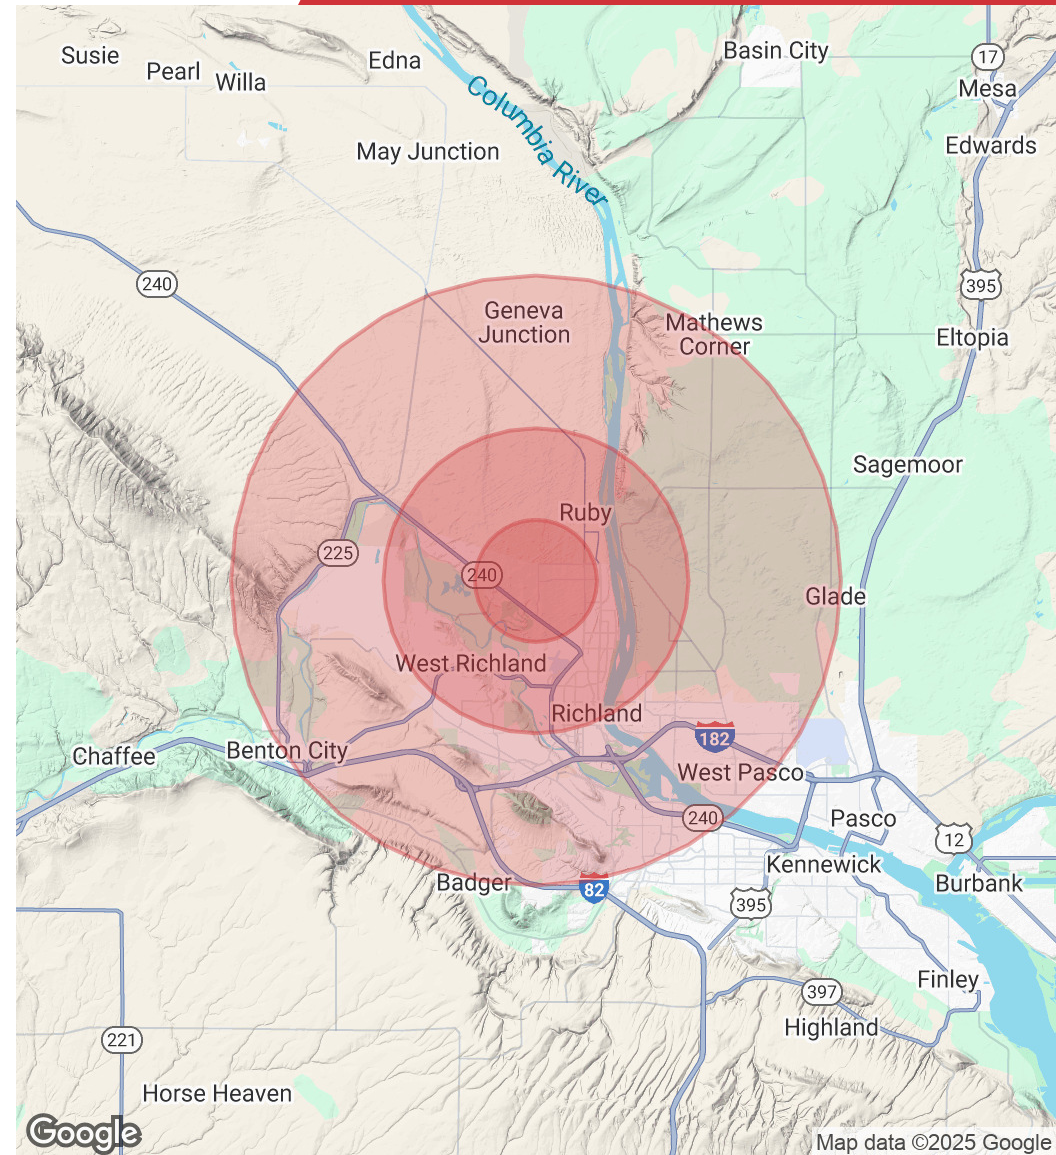 Susie
Pearl
Willa
Edna
Basin City
17
Mesa
Columbia River
May Junction
Edwards
240
395
Geneva
Junction
Mathews
Corner
Eltopia
Sagemoor
Ruby
225
240
Glade
West Richland
Richland
182
Chaffee
Benton City
West Pasco
240
Pasco
12
Kennewick
Badger
82
395
Burbank
Finley
397
Highland
221
Horse Heaven
Google
Map data ©2025 Google